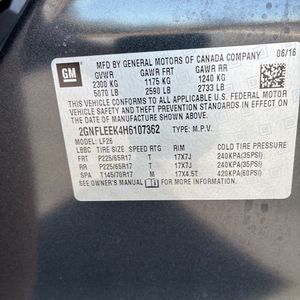 GM
MFD BY GENERAL MOTORS OF CANADA COMPANY 06/16
GVWR GAWR FRT GAWR RR
2300 KG 1175 KG 1240 KG
5070 LB 2590 LB 2733 LB
THIS VEHICLE CONFORMS TO ALL APPLICABLE U.S. FEDERAL MOTOR
VEHICLE SAFETY AND THEFT PREVENTION STANDARDS IN EFFECT ON THE DATE OF
MANUFACTURE SHOWN ABOVE.
2GNFLEEK4H6107362 TYPE: M.P.V.
MODEL: LF26
LBBC TIRE SIZE SPEED RTG RIM COLD TIRE PRESSURE
FRT P225/65R17 T 17X7J 240KPA(35PSI)
RR P225/65R17 T 17X7J 240KPA(35PSI)
SPA T145/70R17 M 17X4.5T 420KPA(60PSI)
SEE OWNER'S MANUAL FOR ADDITIONAL INFORMATION.